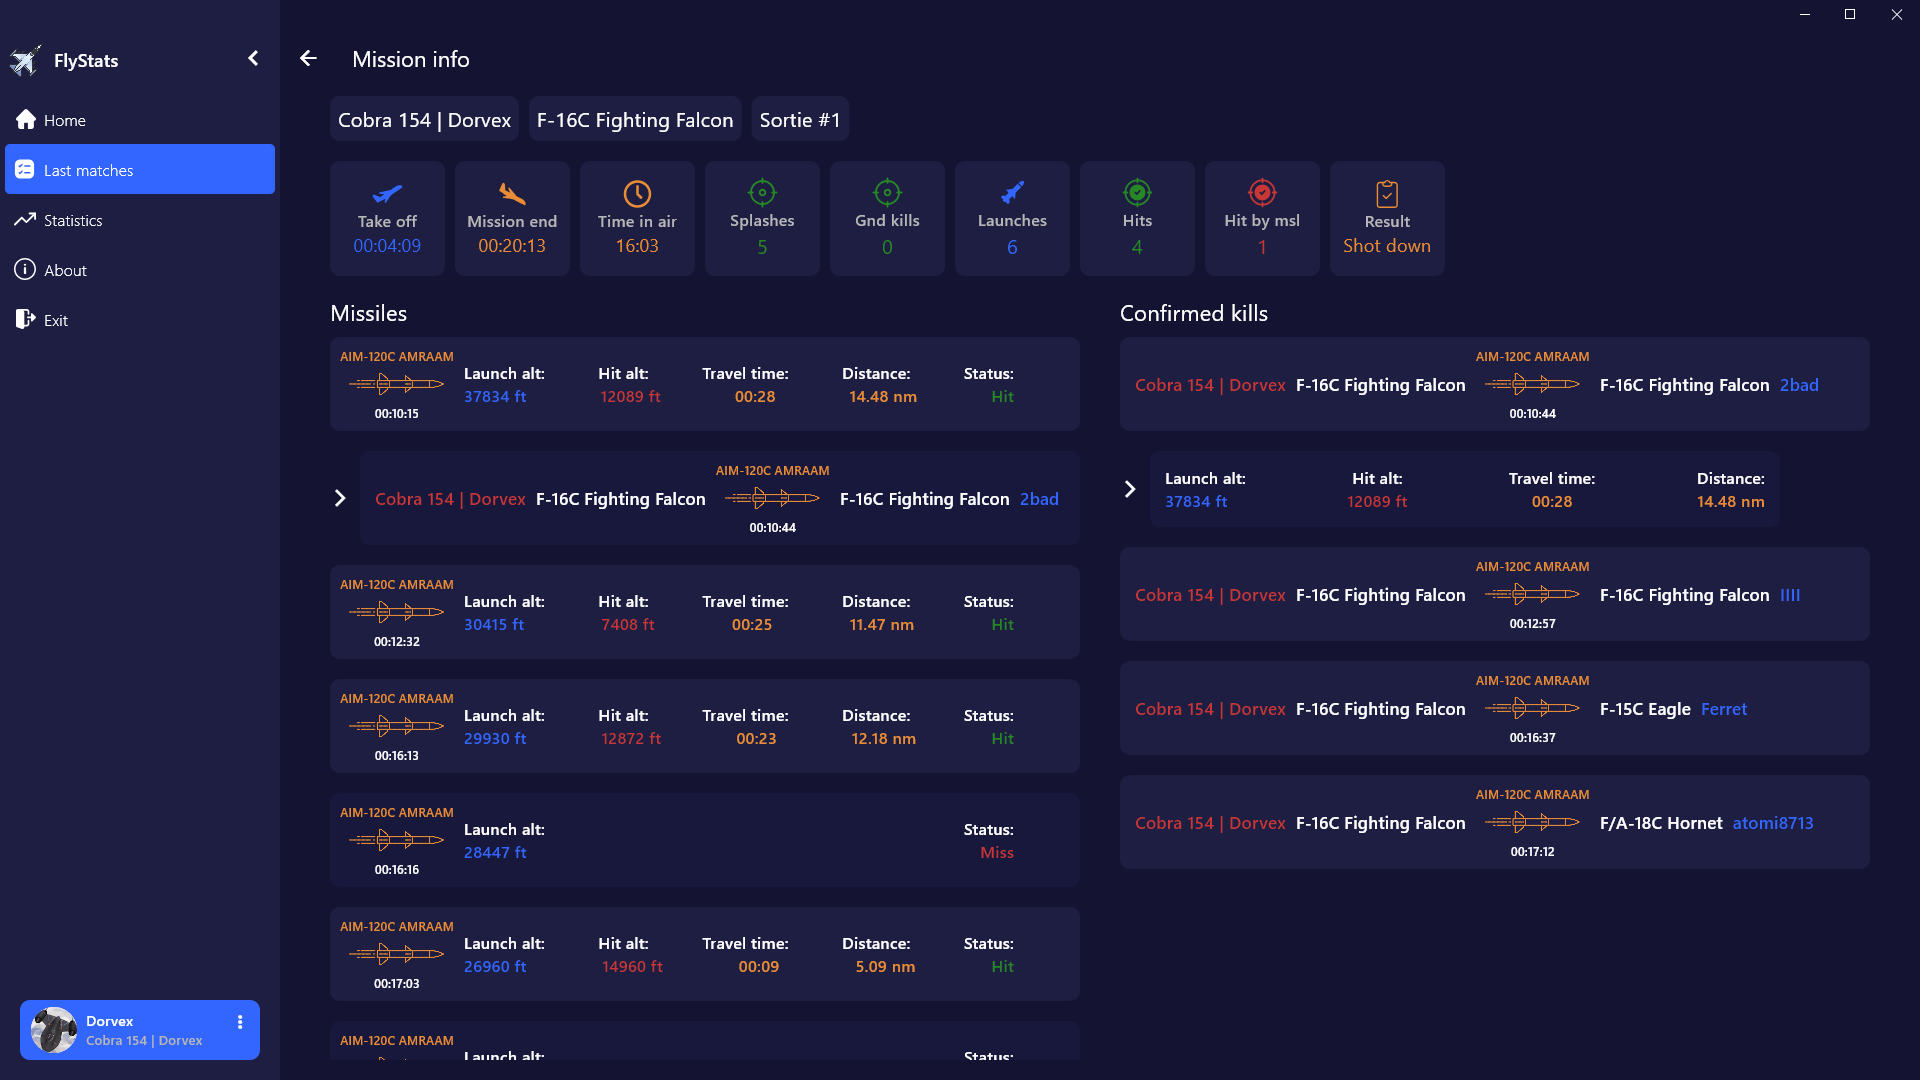 FlyStats
Home
Last matches
Statistics
About
Exit
Dorvex
Cobra 154 | Dorvex
Mission info
Cobra 154 | Dorvex F-16C Fighting Falcon Sortie #1
Take off Mission end Time in air Splashes Gnd kills Launches Hits Hit by msl Result
00:04:09 00:20:13 16:03 5 0 6 4 1 Shot down
Missiles
AIM-120C AMRAAM
Launch alt: Hit alt: Travel time: Distance: Status:
37834 ft 12089 ft 00:28 14.48 nm Hit
00:10:15
AIM-120C AMRAAM
Cobra 154 | Dorvex F-16C Fighting Falcon F-16C Fighting Falcon 2bad
00:10:44
AIM-120C AMRAAM
Launch alt: Hit alt: Travel time: Distance: Status:
30415 ft 7408 ft 00:25 11.47 nm Hit
00:12:32
AIM-120C AMRAAM
Launch alt: Hit alt: Travel time: Distance: Status:
29930 ft 12872 ft 00:23 12.18 nm Hit
00:16:13
AIM-120C AMRAAM
Launch alt: Status:
28447 ft Miss
00:16:16
AIM-120C AMRAAM
Launch alt: Hit alt: Travel time: Distance: Status:
26960 ft 14960 ft 00:09 5.09 nm Hit
00:17:03
AIM-120C AMRAAM
Launch alt: Status:
Confirmed kills
AIM-120C AMRAAM
Cobra 154 | Dorvex F-16C Fighting Falcon F-16C Fighting Falcon 2bad
00:10:44
Launch alt: Hit alt: Travel time: Distance:
37834 ft 12089 ft 00:28 14.48 nm
AIM-120C AMRAAM
Cobra 154 | Dorvex F-16C Fighting Falcon F-16C Fighting Falcon
00:12:57
AIM-120C AMRAAM
Cobra 154 | Dorvex F-16C Fighting Falcon F-15C Eagle Ferret
00:16:37
AIM-120C AMRAAM
Cobra 154 | Dorvex F-16C Fighting Falcon F/A-18C Hornet atomi8713
00:17:12